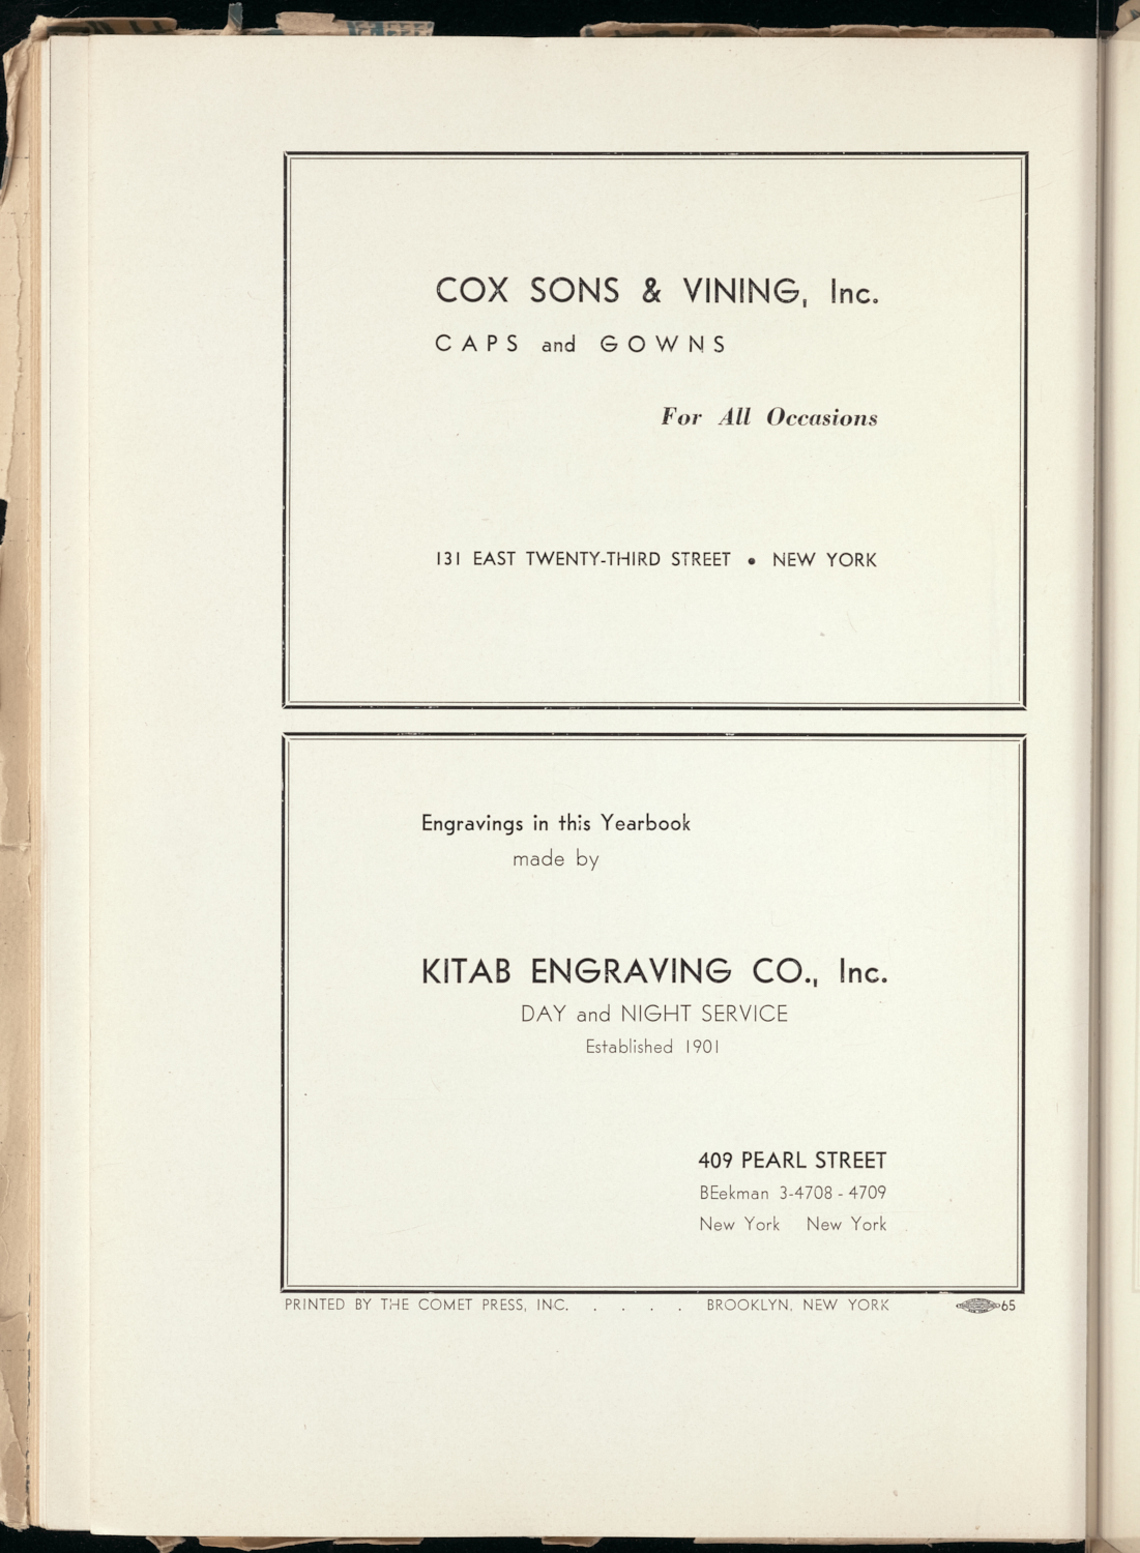 COX SONS & VINING, Inc.
CAPS and GOWNS
For All Occasions
131 EAST TWENTY-THIRD STREET • NEW YORK
Engravings in this Yearbook
made by
KITAB ENGRAVING CO., Inc.
DAY and NIGHT SERVICE
Established 1901
409 PEARL STREET
BEekman 3-4708 - 4709
New York New York
PRINTED BY THE COMET PRESS, INC. . . . . BROOKLYN, NEW YORK 65